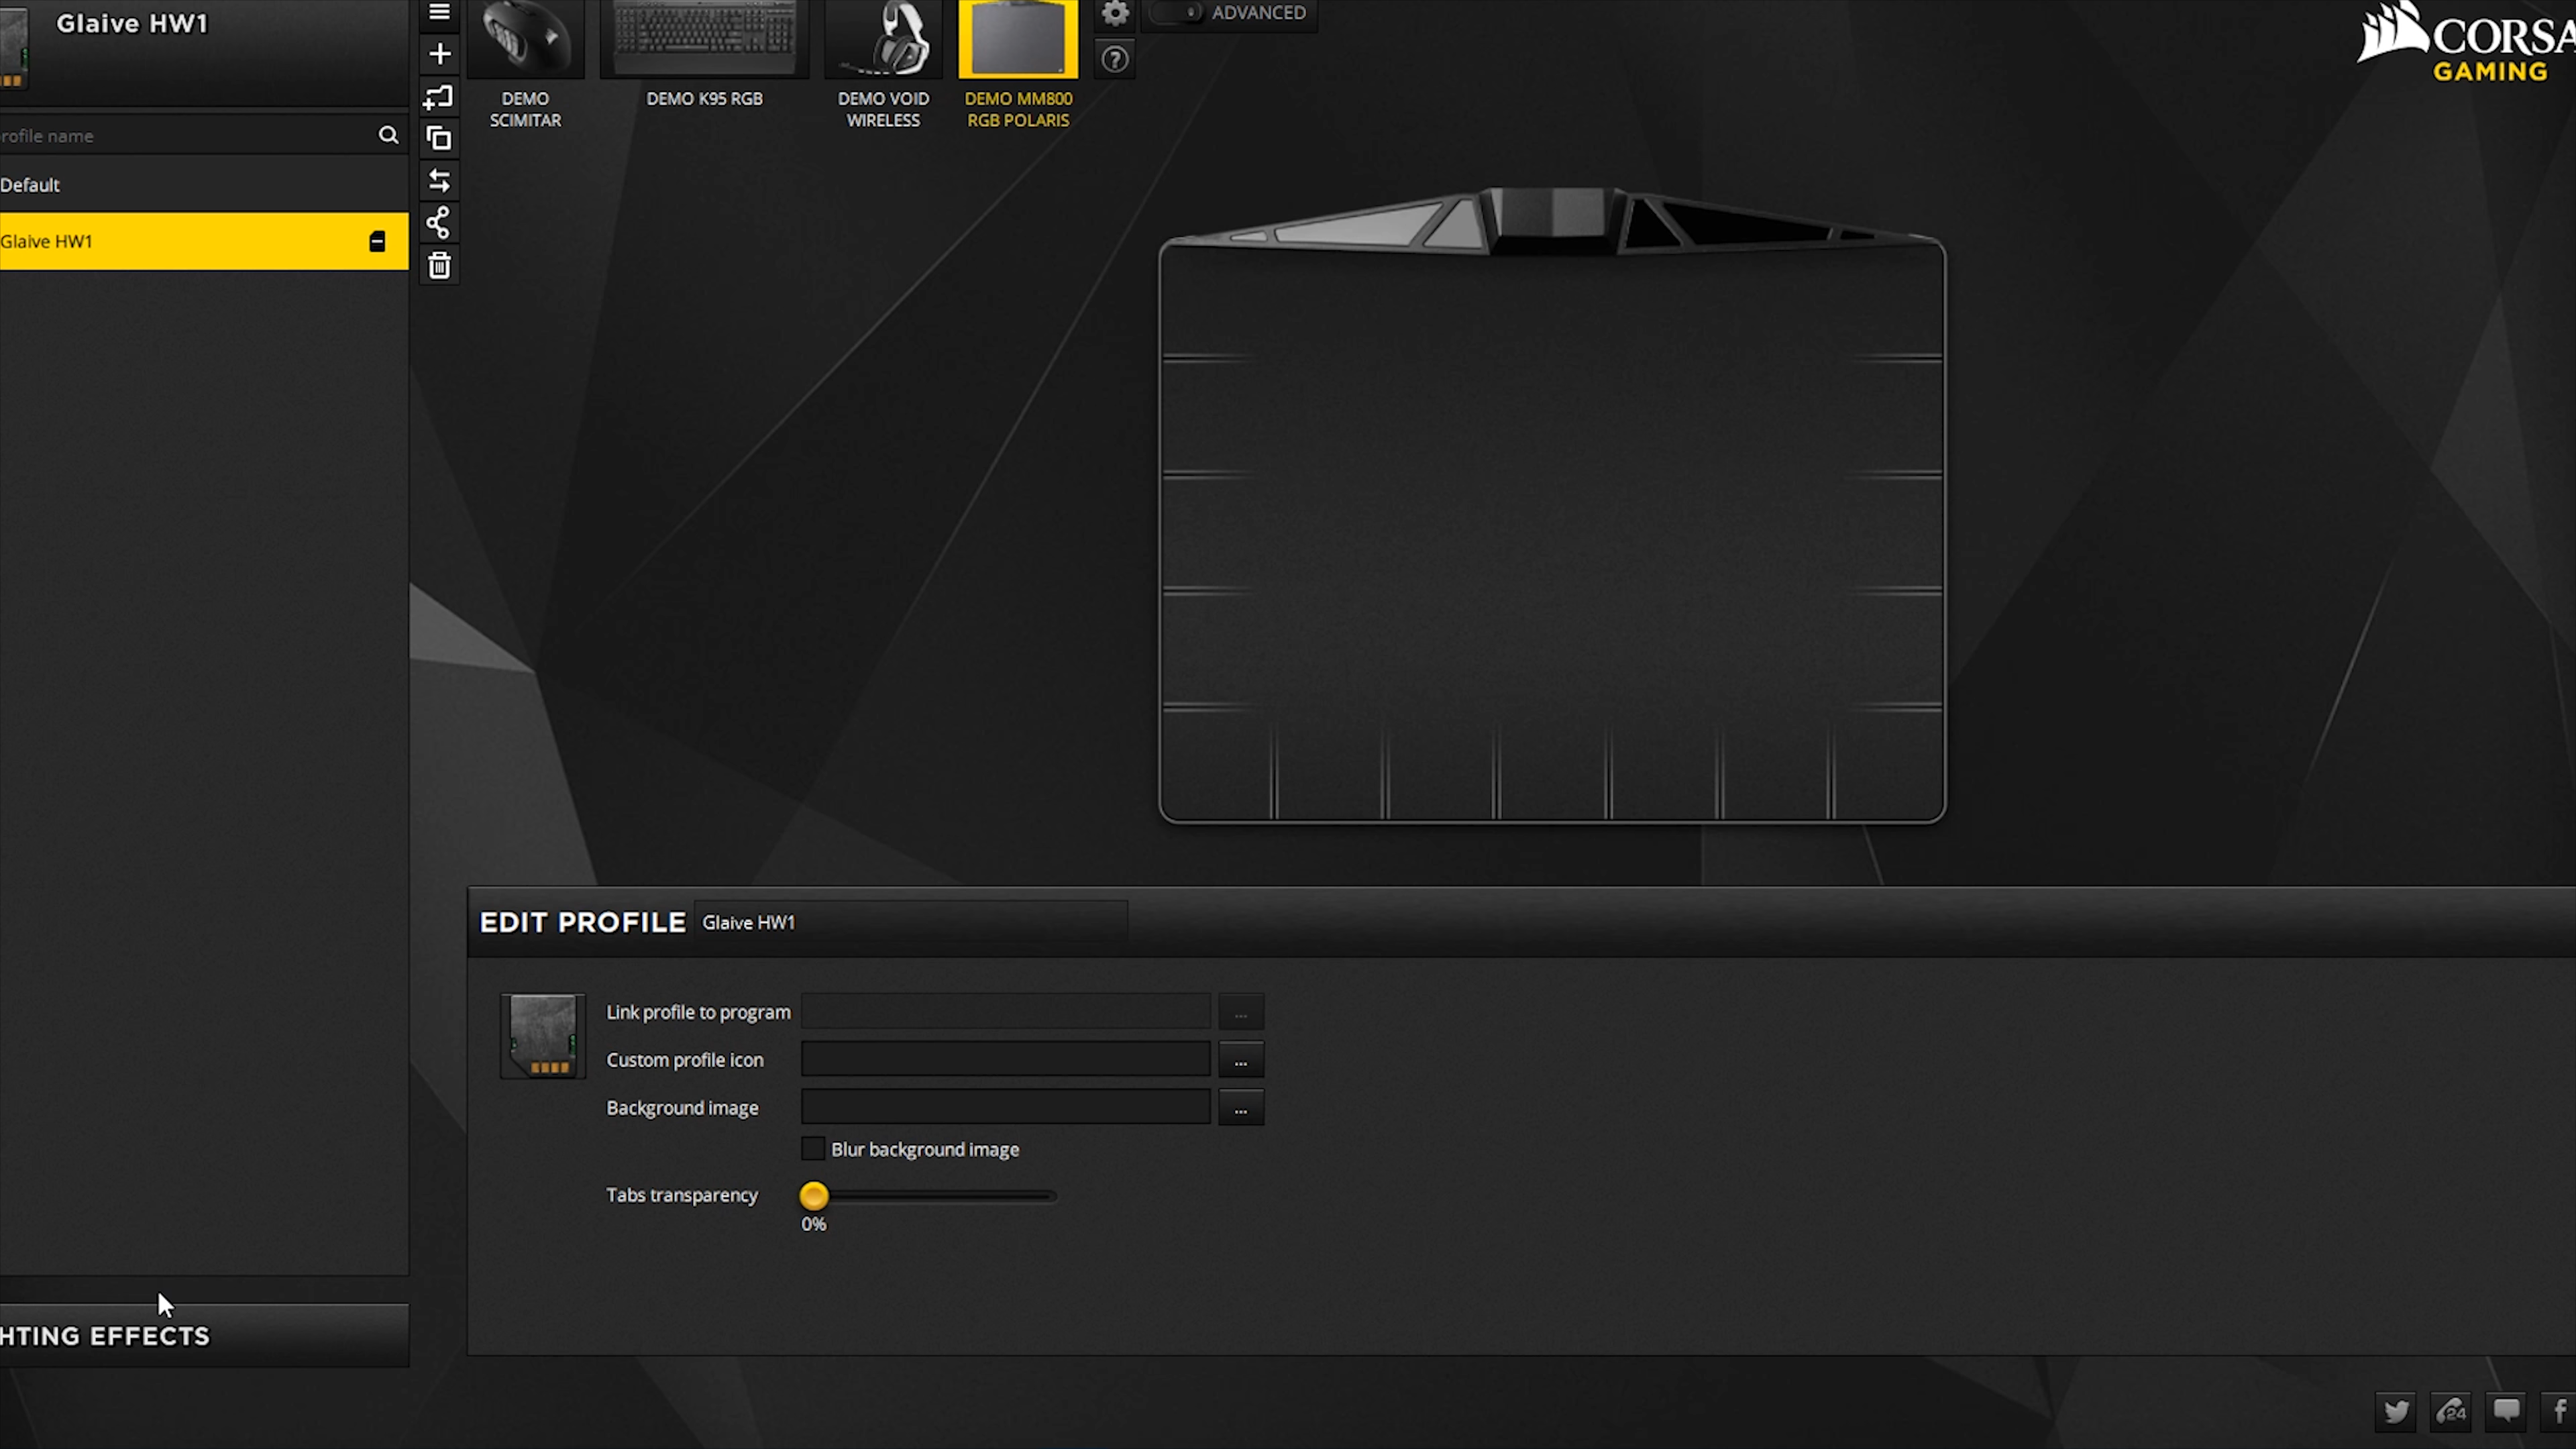 Glaive HW1
ADVANCED
CORSA
GAMING
DEMO
SCIMITAR
DEMO K95 RGB
DEMO VOID
WIRELESS
DEMO MM800
RGB POLARIS
rofile name
Default
Glaive HW1
EDIT PROFILE Glaive HW1
Link profile to program ...
Custom profile icon ...
Background image ...
Blur background image
Tabs transparency
0%
HTING EFFECTS
24